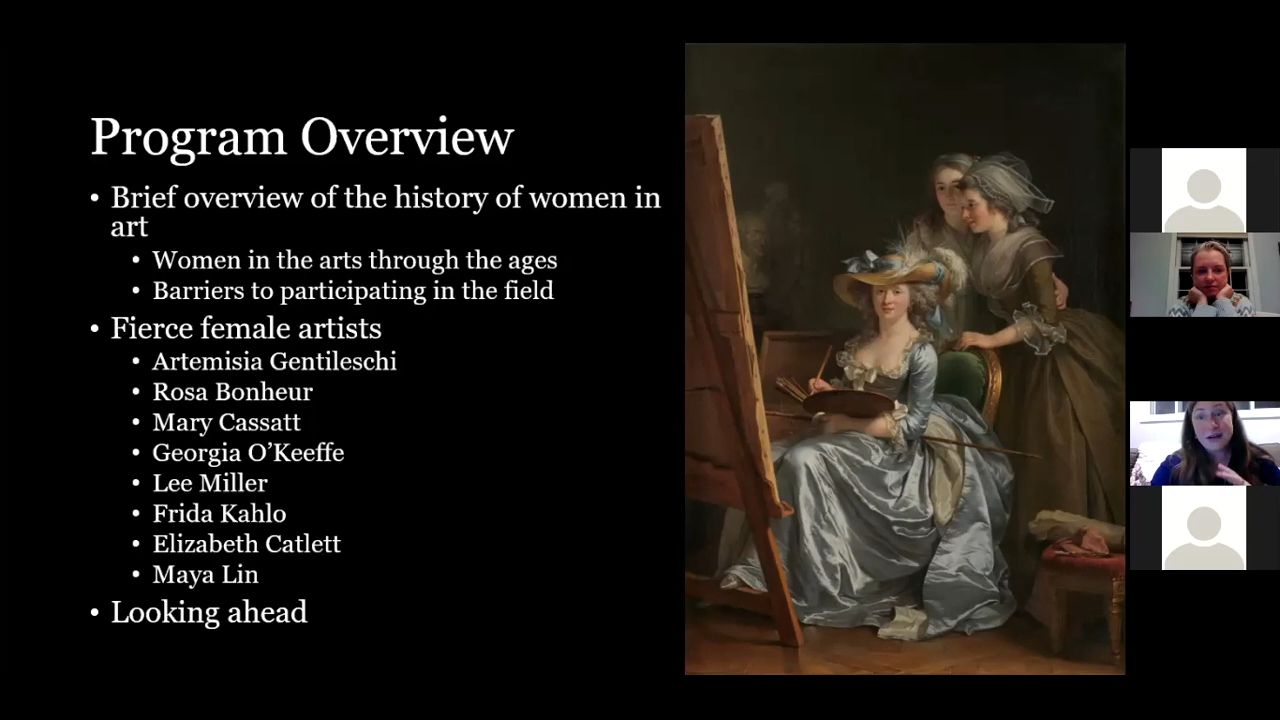 Program Overview
• Brief overview of the history of women in
art
• Women in the arts through the ages
• Barriers to participating in the field
• Fierce female artists
• Artemisia Gentileschi
• Rosa Bonheur
• Mary Cassatt
• Georgia O’Keeffe
• Lee Miller
• Frida Kahlo
• Elizabeth Catlett
• Maya Lin
• Looking ahead